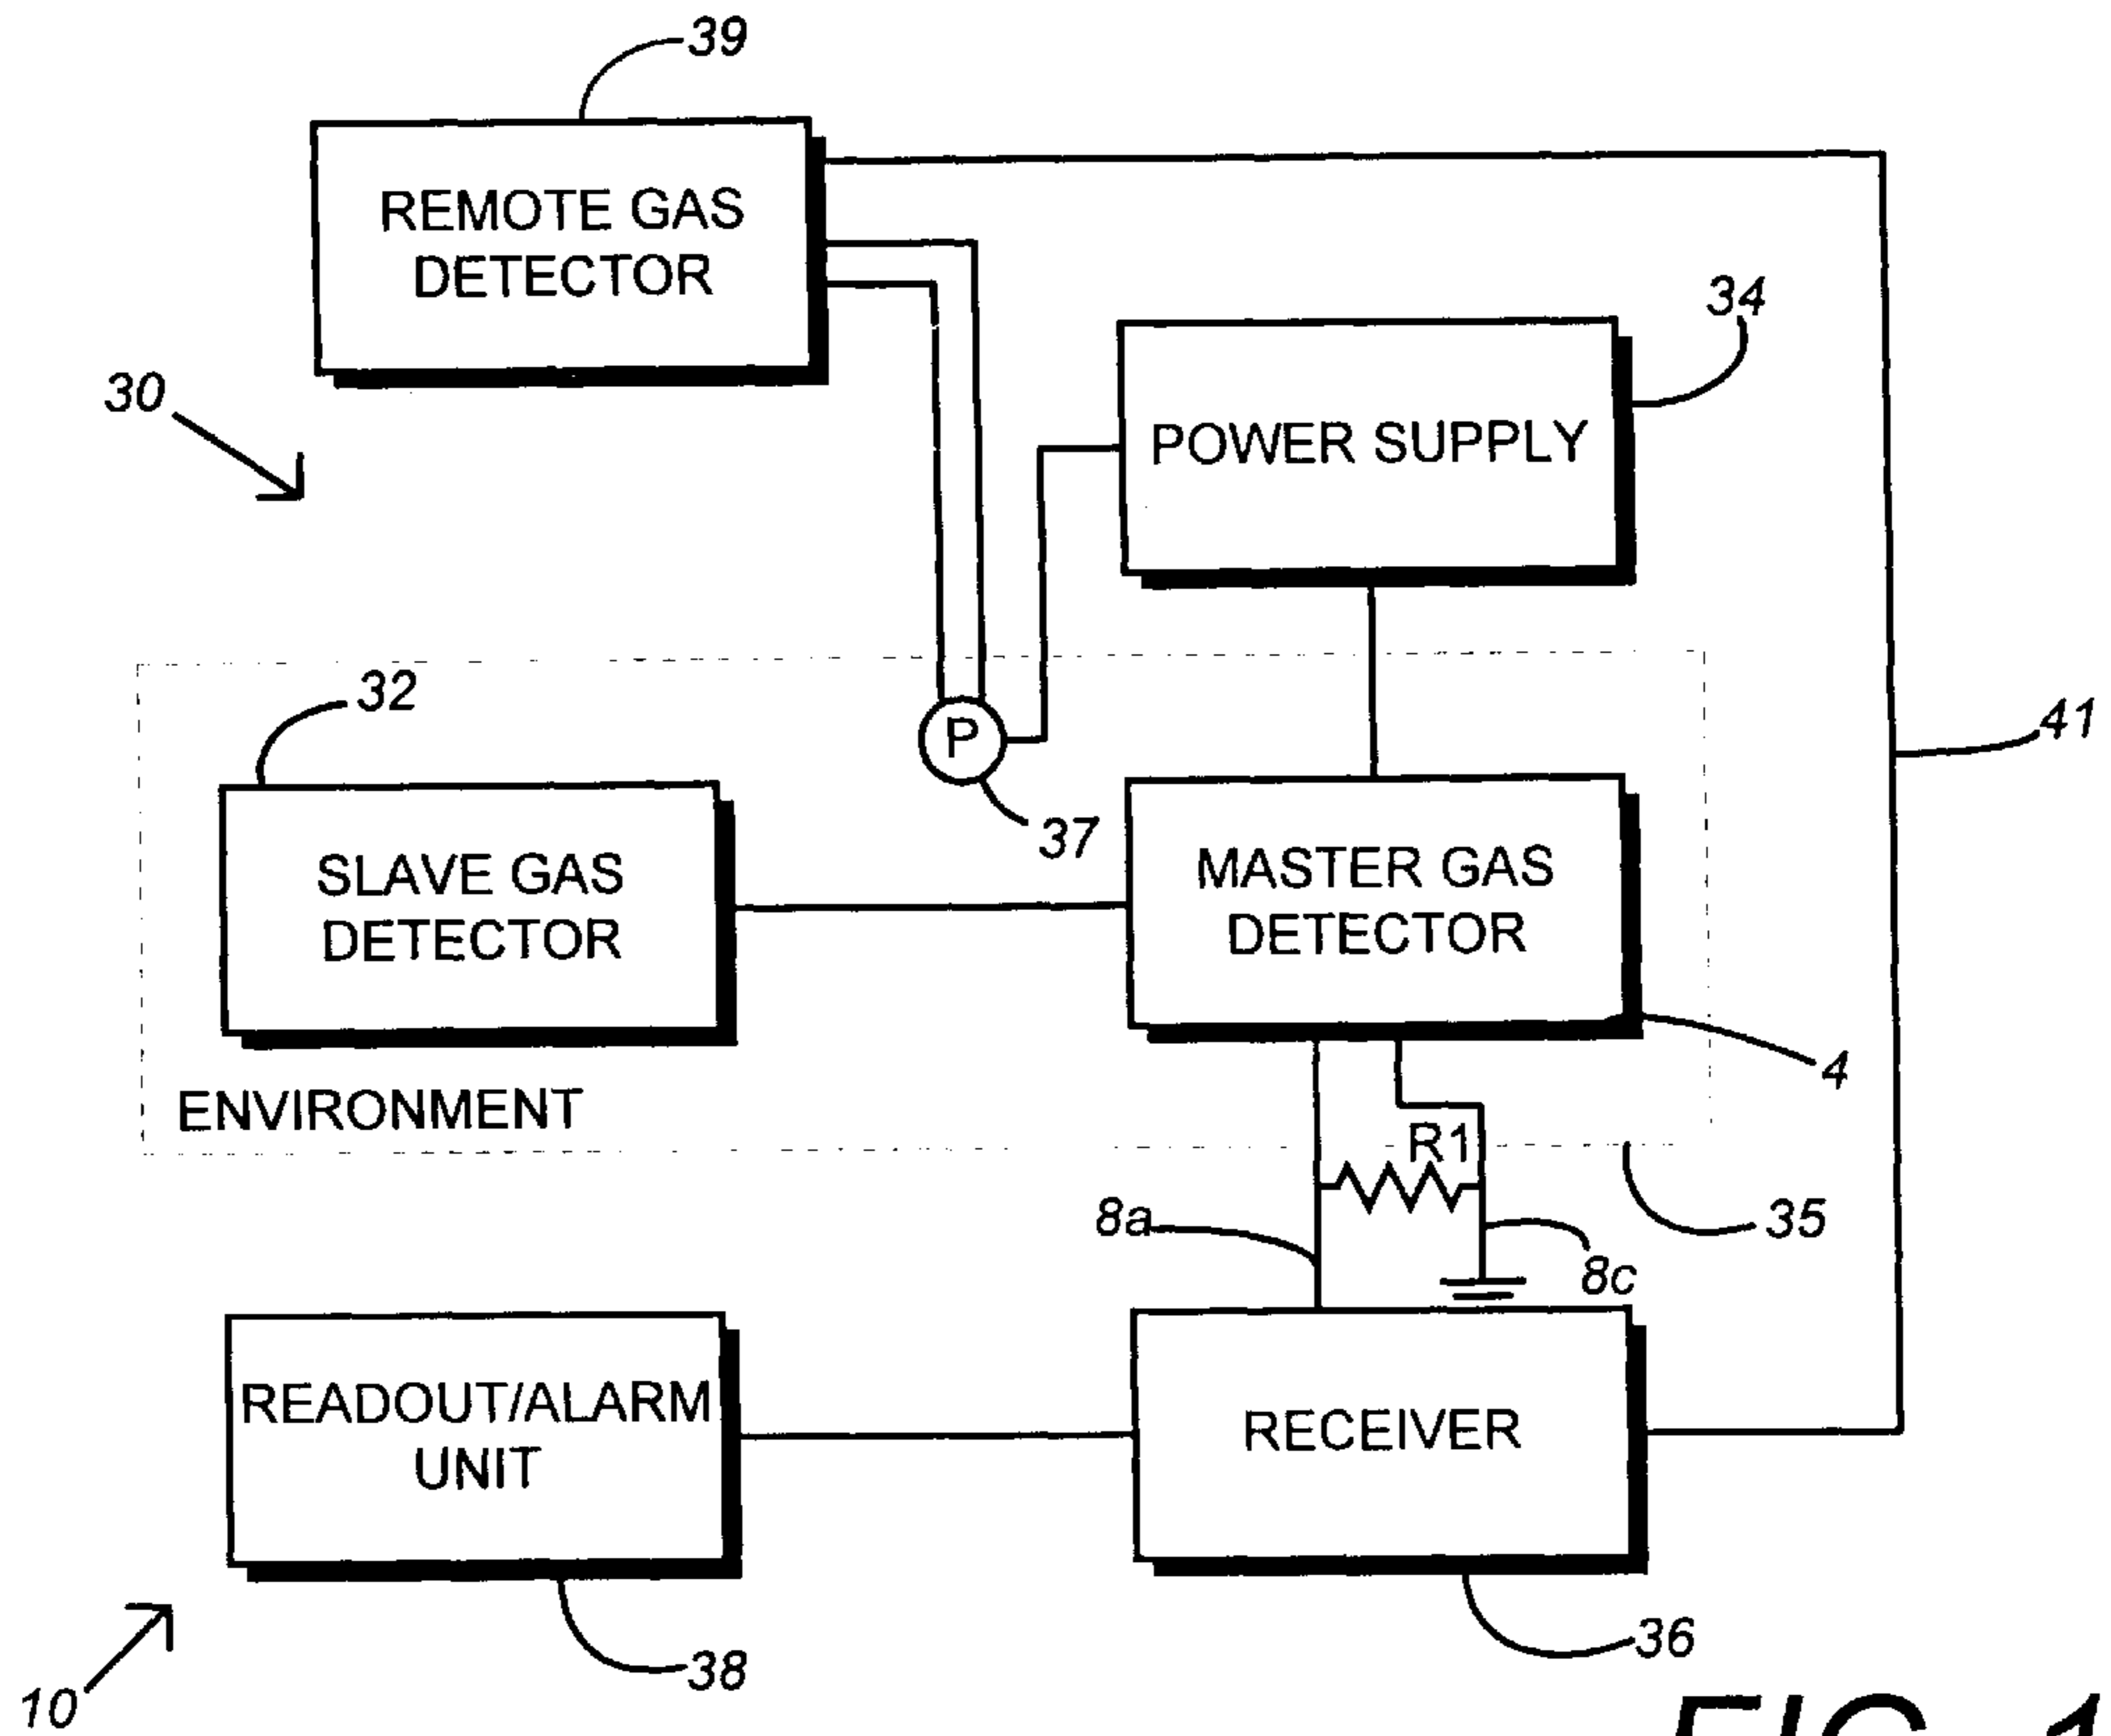 39
REMOTE GAS
DETECTOR
34
30
POWER SUPPLY
32
41
P
37
SLAVE GAS
DETECTOR
MASTER GAS
DETECTOR
4
ENVIRONMENT
R1
8a
35
8c
READOUT/ALARM
UNIT
RECEIVER
36
38
10